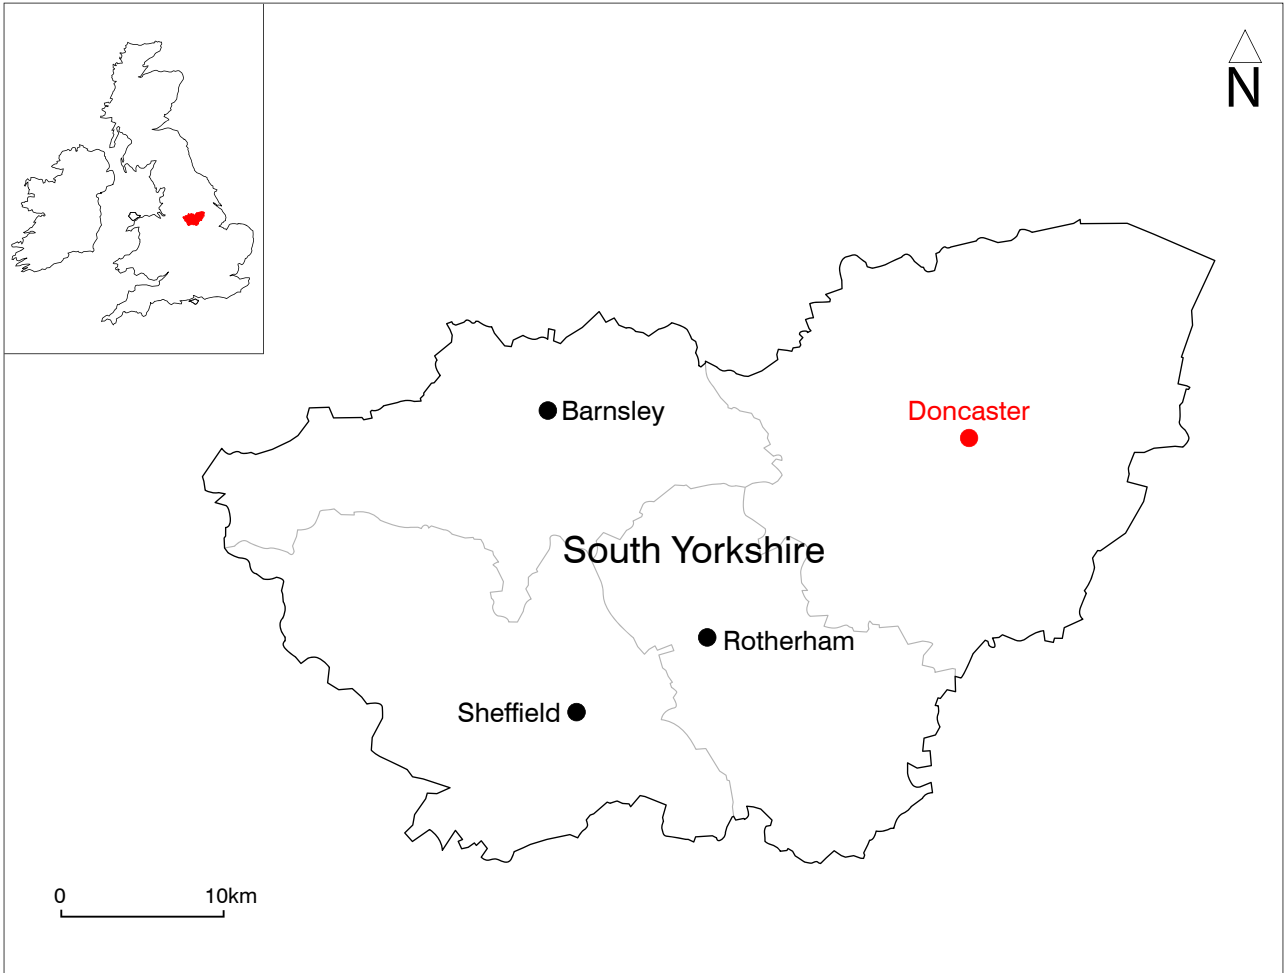 N
Barnsley
Doncaster
South Yorkshire
Rotherham
Sheffield
0 10km